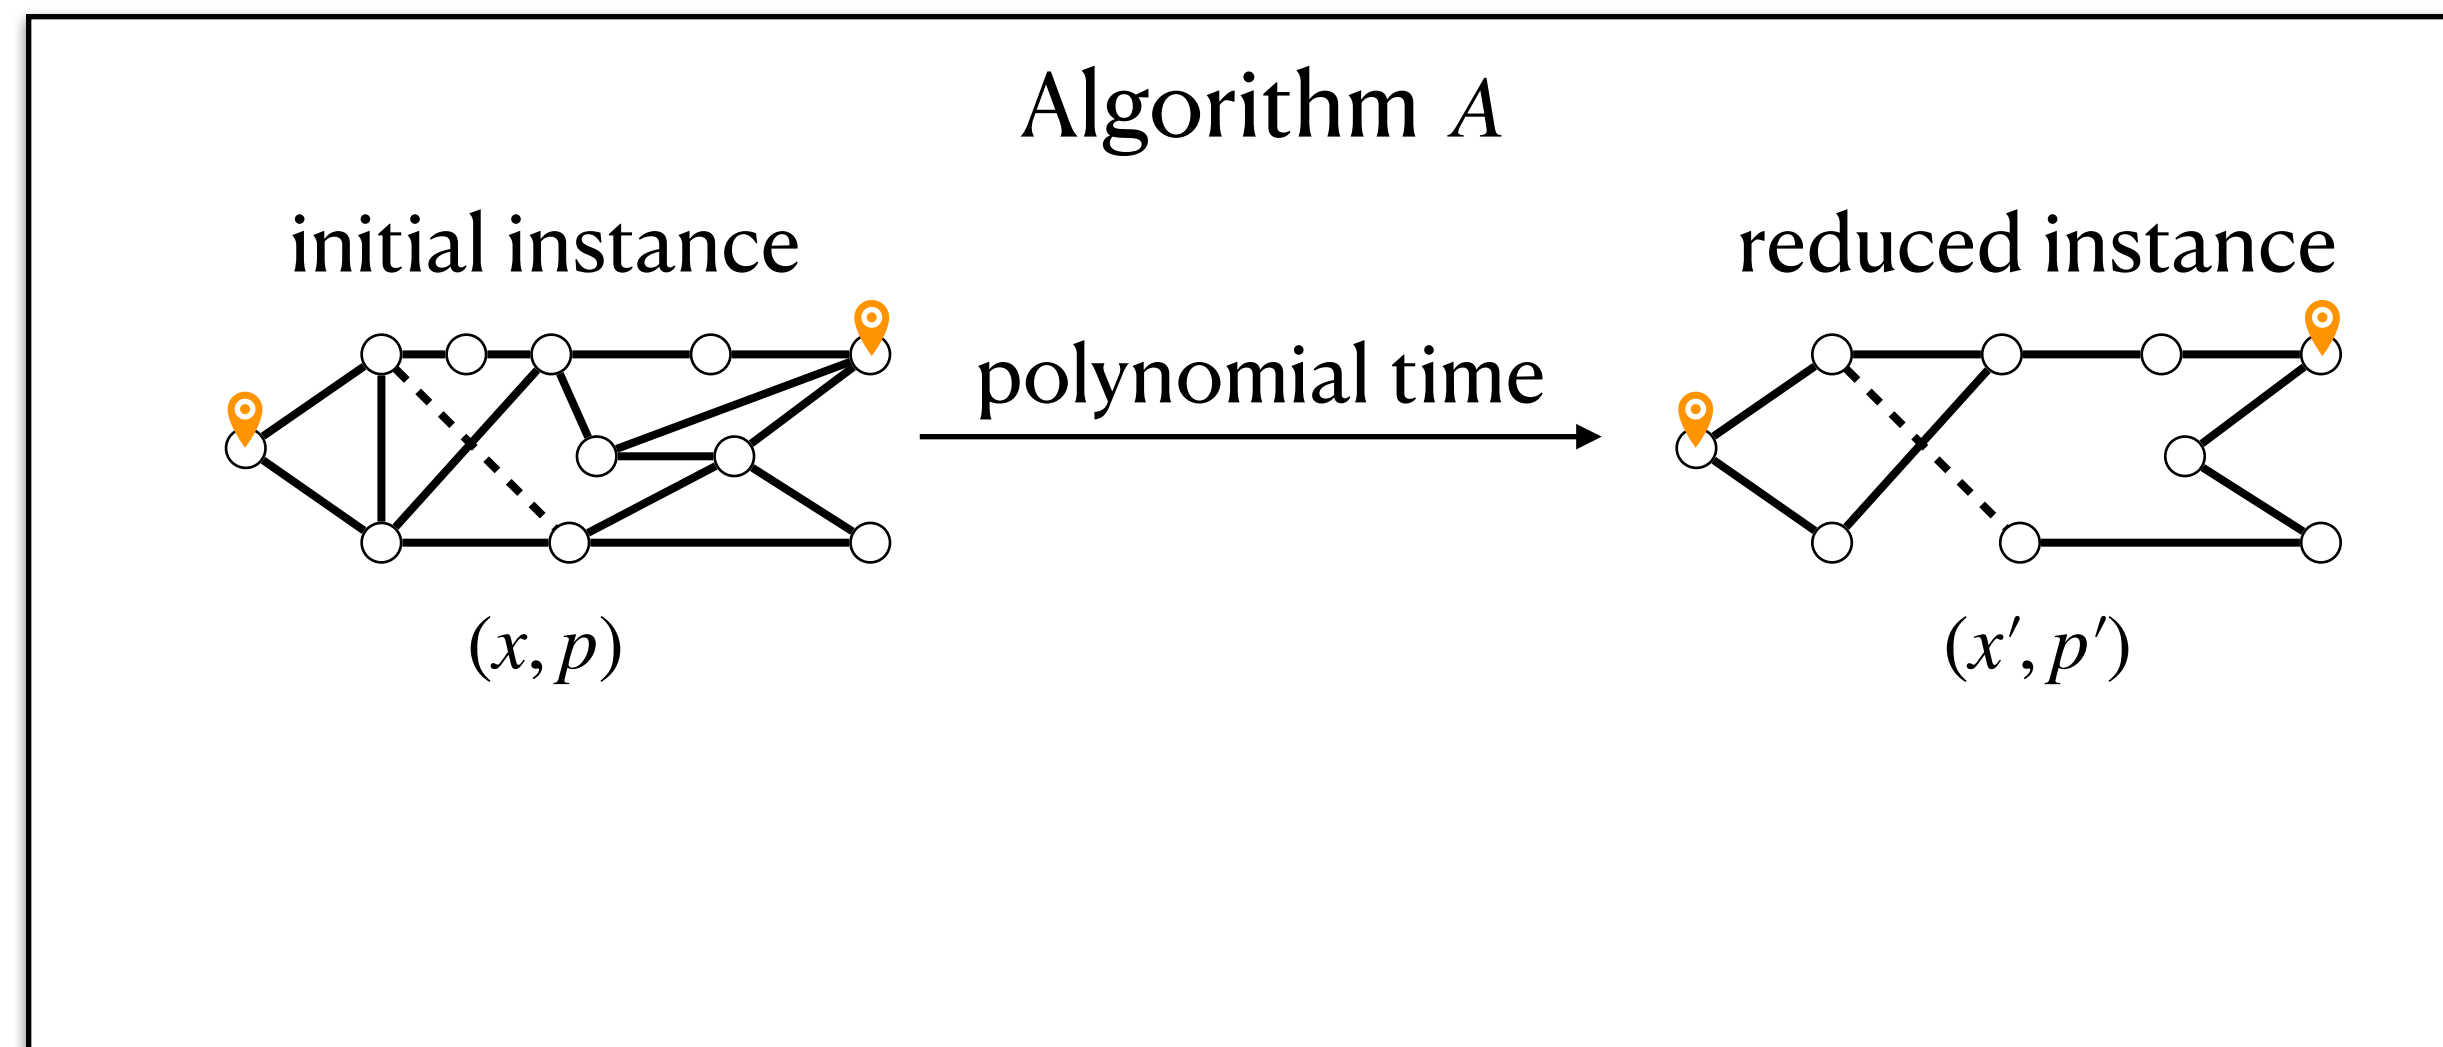 Algorithm A
initial instance
reduced instance
polynomial time
(x, p)
(x′, p′)